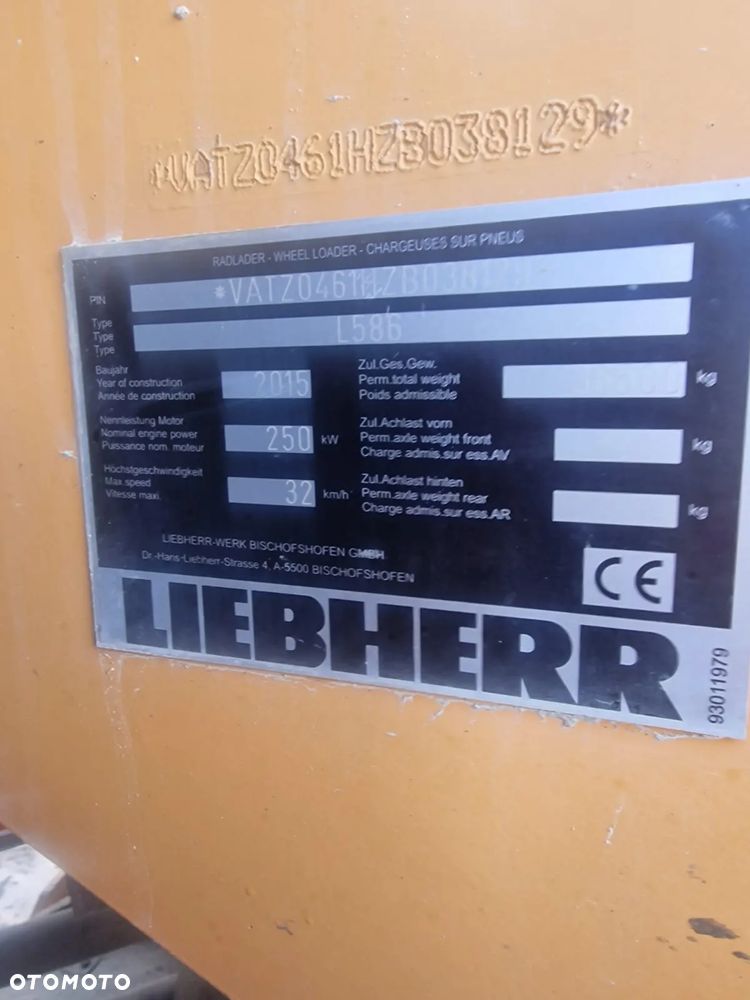 *VATZ0461HZB038129*
RADLADER - WHEEL LOADER - CHARGEUSES SUR PNEUS
PIN *VATZ0461HZB038
Type
Type L586
Type
Baujahr
Year of construction 2015
Année de construction
Zul.Ges.Gew.
Perm.total weight kg
Poids admissible
Nennleistung Motor
Nominal engine power 250 kW
Puissance nom. moteur
Zul.Achlast vorn
Perm.axle weight front kg
Charge admis.sur ess.AV
Höchstgeschwindigkeit
Max.speed 32 km/h
Vitesse maxi.
Zul.Achlast hinten
Perm.axle weight rear kg
Charge admis.sur ess.AR
LIEBHERR-WERK BISCHOFSHOFEN GMBH
Dr.-Hans-Liebherr-Strasse 4, A-5500 BISCHOFSHOFEN
CE
LIEBHERR
93011979
OTOMOTO